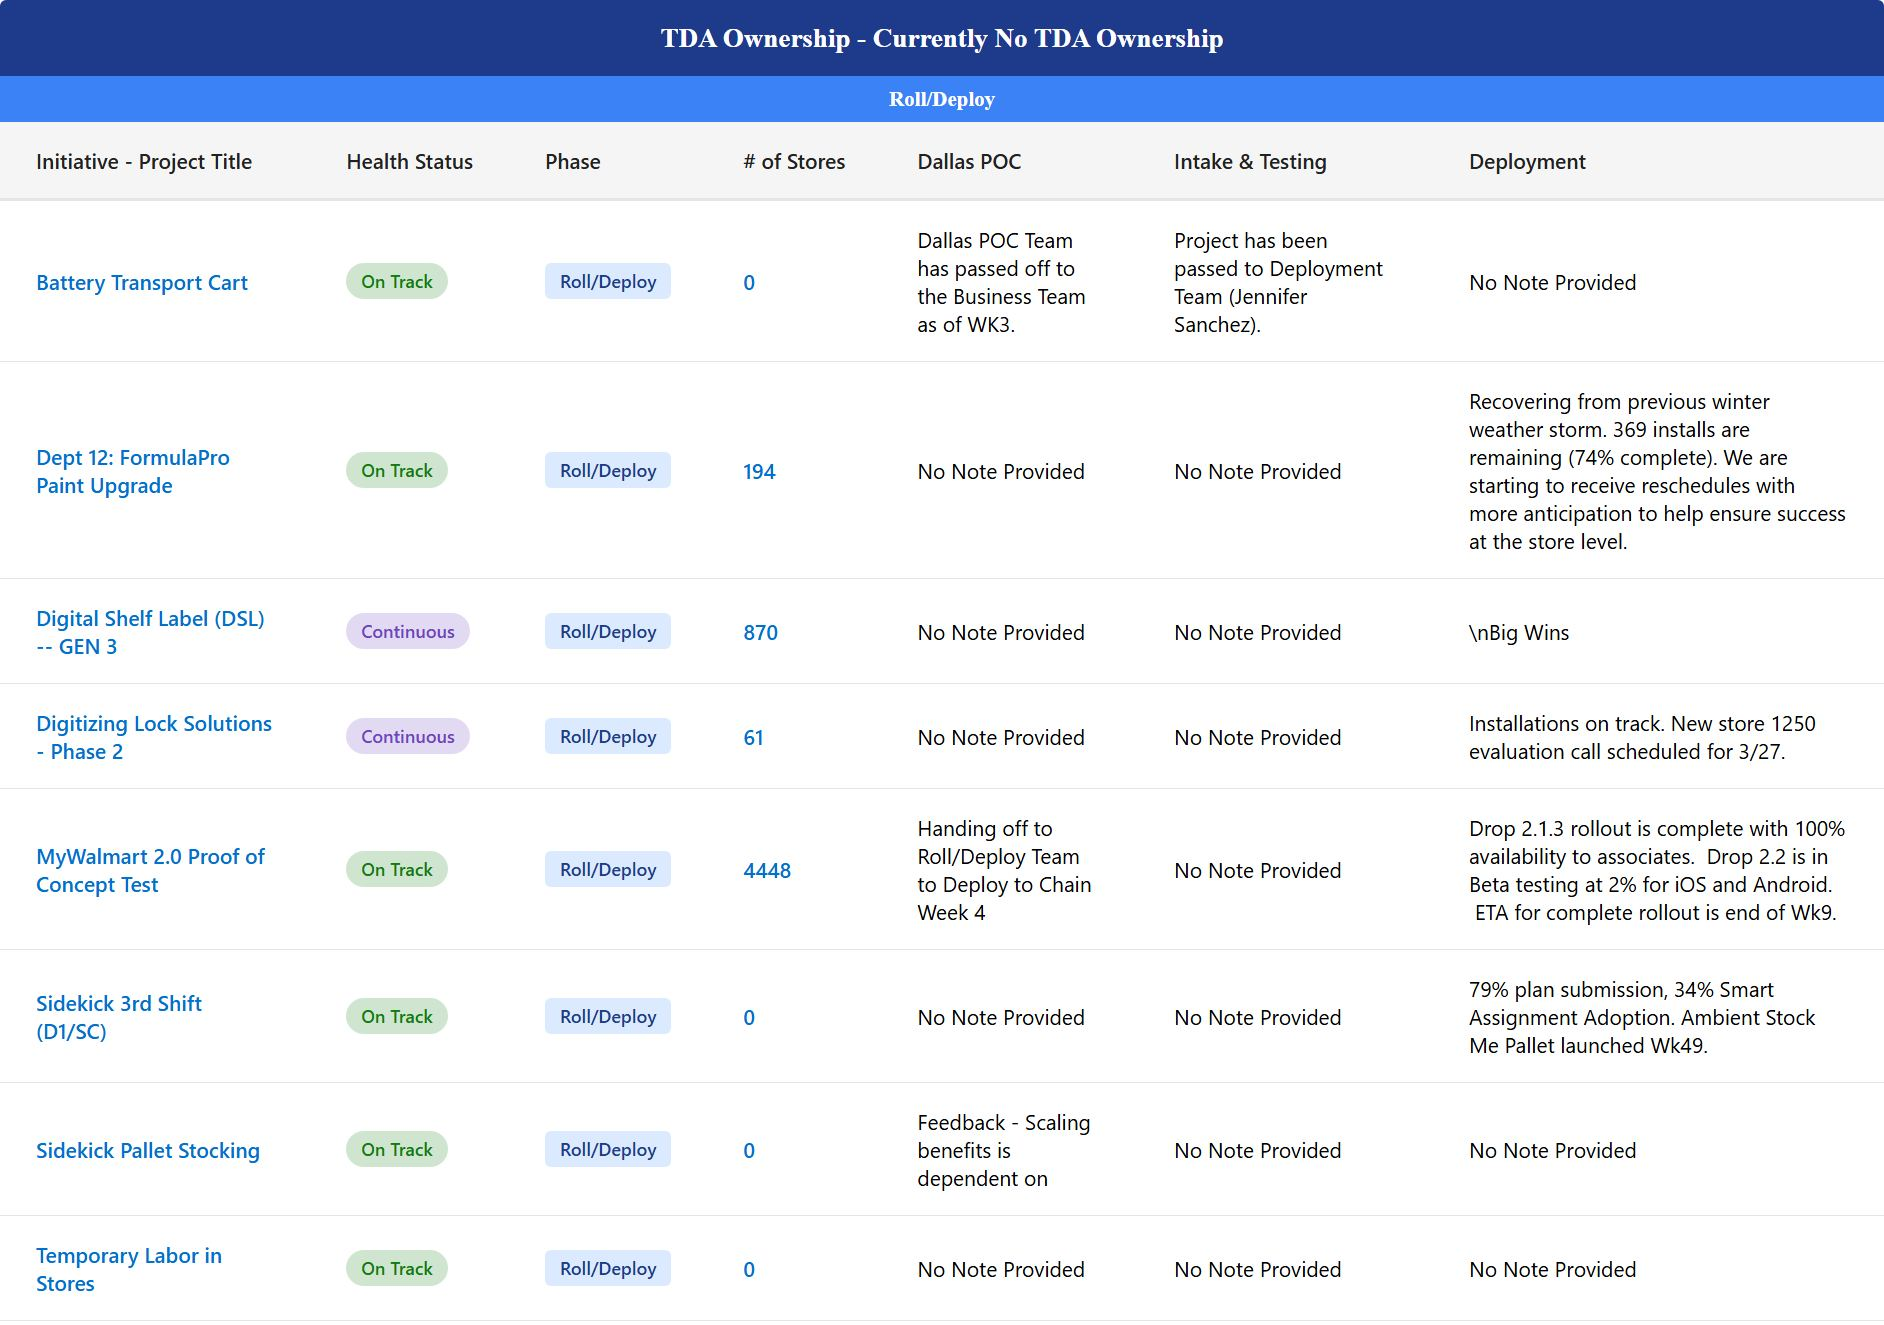 TDA Ownership - Currently No TDA Ownership
Roll/Deploy
Initiative - Project Title
Health Status
Phase
# of Stores
Dallas POC
Intake & Testing
Deployment
Battery Transport Cart
On Track
Roll/Deploy
0
Dallas POC Team
has passed off to
the Business Team
as of WK3.
Project has been
passed to Deployment
Team (Jennifer
Sanchez).
No Note Provided
Dept 12: FormulaPro
Paint Upgrade
On Track
Roll/Deploy
194
No Note Provided
No Note Provided
Recovering from previous winter
weather storm. 369 installs are
remaining (74% complete). We are
starting to receive reschedules with
more anticipation to help ensure success
at the store level.
Digital Shelf Label (DSL)
-- GEN 3
Continuous
Roll/Deploy
870
No Note Provided
No Note Provided
\nBig Wins
Digitizing Lock Solutions
- Phase 2
Continuous
Roll/Deploy
61
No Note Provided
No Note Provided
Installations on track. New store 1250
evaluation call scheduled for 3/27.
MyWalmart 2.0 Proof of
Concept Test
On Track
Roll/Deploy
4448
Handing off to
Roll/Deploy Team
to Deploy to Chain
Week 4
No Note Provided
Drop 2.1.3 rollout is complete with 100%
availability to associates.  Drop 2.2 is in
Beta testing at 2% for iOS and Android.
ETA for complete rollout is end of Wk9.
Sidekick 3rd Shift
(D1/SC)
On Track
Roll/Deploy
0
No Note Provided
No Note Provided
79% plan submission, 34% Smart
Assignment Adoption. Ambient Stock
Me Pallet launched Wk49.
Sidekick Pallet Stocking
On Track
Roll/Deploy
0
Feedback - Scaling
benefits is
dependent on
No Note Provided
No Note Provided
Temporary Labor in
Stores
On Track
Roll/Deploy
0
No Note Provided
No Note Provided
No Note Provided